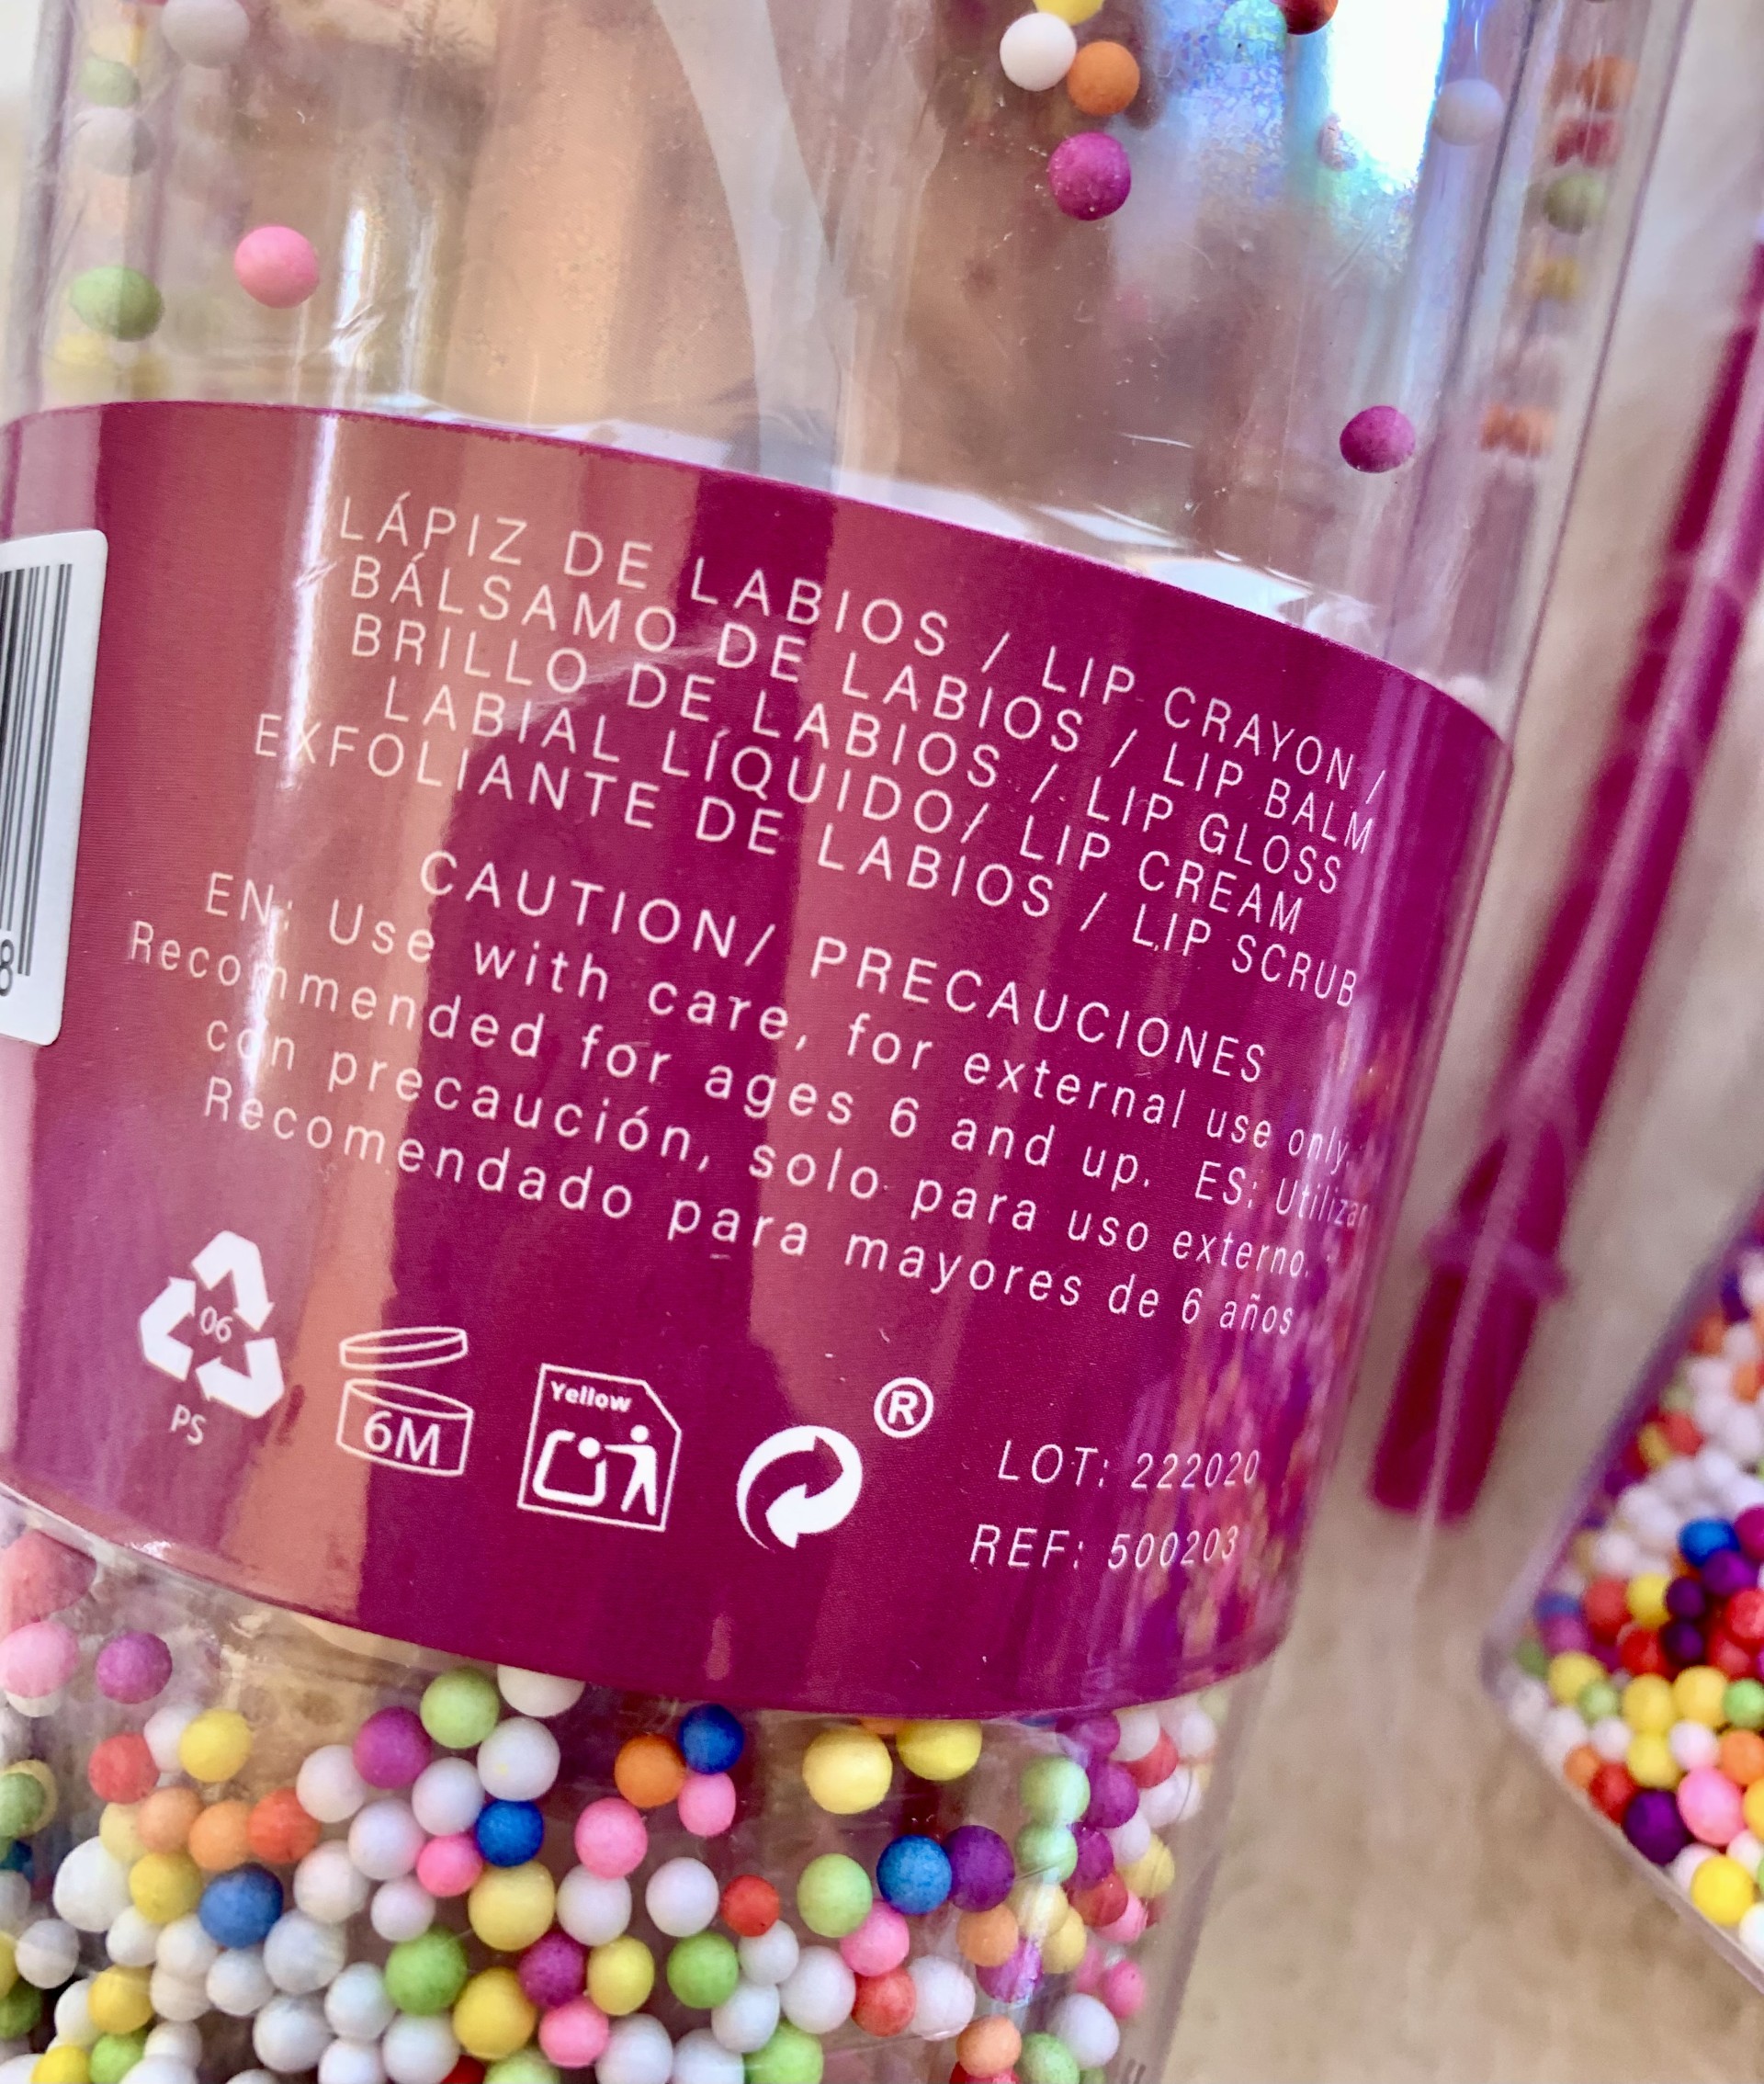 LÁPIZ DE LABIOS / LIP CRAYON /
BÁLSAMO DE LABIOS / LIP BALM
BRILLO DE LABIOS / LIP GLOSS
LABIAL LÍQUIDO/ LIP CREAM
EXFOLIANTE DE LABIOS / LIP SCRUB
CAUTION/ PRECAUCIONES
EN: Use with care, for external use only.
Recommended for ages 6 and up. ES: Utilizar
con precaución, solo para uso externo.
Recomendado para mayores de 6 años
06
PS
6M
Yellow
®
LOT: 222020
REF: 500203
8